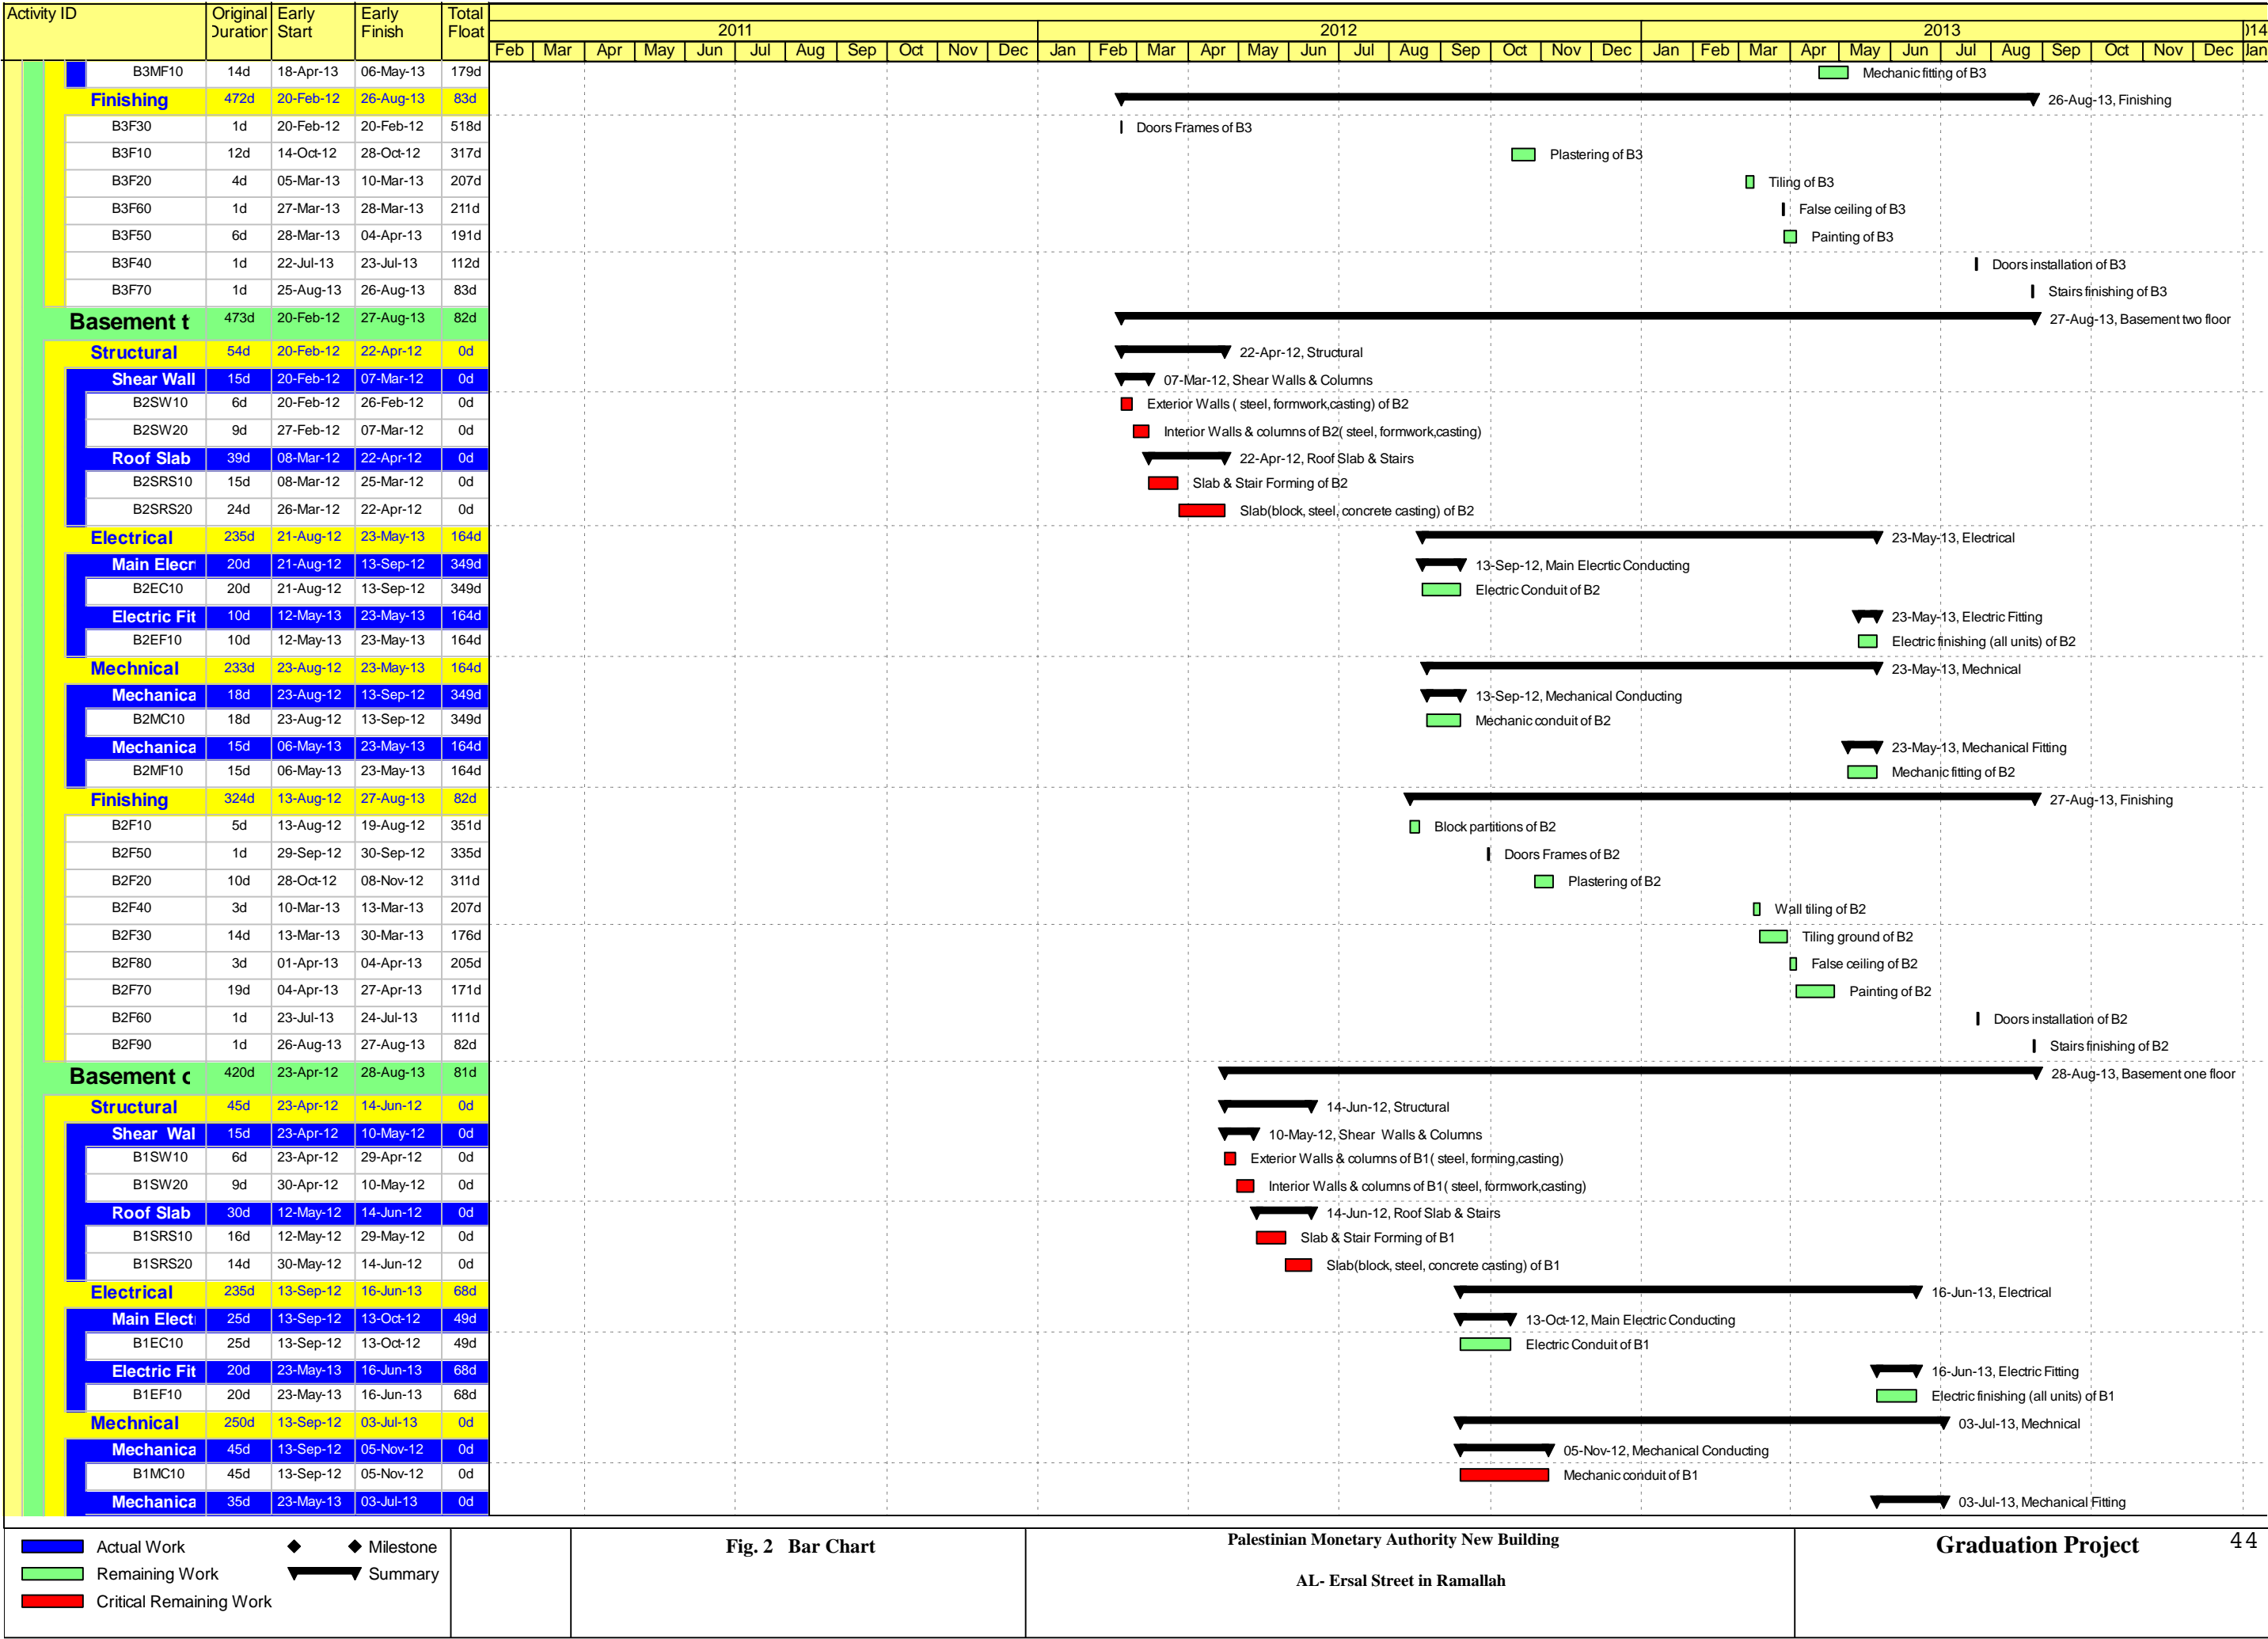 Activity ID Original Duration Early Start Early Finish Total Float
2011 2012 2013 )14
Feb Mar Apr May Jun Jul Aug Sep Oct Nov Dec Jan Feb Mar Apr May Jun Jul Aug Sep Oct Nov Dec Jan Feb Mar Apr May Jun Jul Aug Sep Oct Nov Dec Jan
B3MF10 14d 18-Apr-13 06-May-13 179d Mechanic fitting of B3
Finishing 472d 20-Feb-12 26-Aug-13 83d 26-Aug-13, Finishing
B3F30 1d 20-Feb-12 20-Feb-12 518d Doors Frames of B3
B3F10 12d 14-Oct-12 28-Oct-12 317d Plastering of B3
B3F20 4d 05-Mar-13 10-Mar-13 207d Tiling of B3
B3F60 1d 27-Mar-13 28-Mar-13 211d False ceiling of B3
B3F50 6d 28-Mar-13 04-Apr-13 191d Painting of B3
B3F40 1d 22-Jul-13 23-Jul-13 112d Doors installation of B3
B3F70 1d 25-Aug-13 26-Aug-13 83d Stairs finishing of B3
Basement t 473d 20-Feb-12 27-Aug-13 82d 27-Aug-13, Basement two floor
Structural 54d 20-Feb-12 22-Apr-12 0d 22-Apr-12, Structural
Shear Wall 15d 20-Feb-12 07-Mar-12 0d 07-Mar-12, Shear Walls & Columns
B2SW10 6d 20-Feb-12 26-Feb-12 0d Exterior Walls ( steel, formwork,casting) of B2
B2SW20 9d 27-Feb-12 07-Mar-12 0d Interior Walls & columns of B2( steel, formwork,casting)
Roof Slab 39d 08-Mar-12 22-Apr-12 0d 22-Apr-12, Roof Slab & Stairs
B2SRS10 15d 08-Mar-12 25-Mar-12 0d Slab & Stair Forming of B2
B2SRS20 24d 26-Mar-12 22-Apr-12 0d Slab(block, steel, concrete casting) of B2
Electrical 235d 21-Aug-12 23-May-13 164d 23-May-13, Electrical
Main Elecr 20d 21-Aug-12 13-Sep-12 349d 13-Sep-12, Main Elecrtic Conducting
B2EC10 20d 21-Aug-12 13-Sep-12 349d Electric Conduit of B2
Electric Fit 10d 12-May-13 23-May-13 164d 23-May-13, Electric Fitting
B2EF10 10d 12-May-13 23-May-13 164d Electric finishing (all units) of B2
Mechnical 233d 23-Aug-12 23-May-13 164d 23-May-13, Mechnical
Mechanica 18d 23-Aug-12 13-Sep-12 349d 13-Sep-12, Mechanical Conducting
B2MC10 18d 23-Aug-12 13-Sep-12 349d Mechanic conduit of B2
Mechanica 15d 06-May-13 23-May-13 164d 23-May-13, Mechanical Fitting
B2MF10 15d 06-May-13 23-May-13 164d Mechanic fitting of B2
Finishing 324d 13-Aug-12 27-Aug-13 82d 27-Aug-13, Finishing
B2F10 5d 13-Aug-12 19-Aug-12 351d Block partitions of B2
B2F50 1d 29-Sep-12 30-Sep-12 335d Doors Frames of B2
B2F20 10d 28-Oct-12 08-Nov-12 311d Plastering of B2
B2F40 3d 10-Mar-13 13-Mar-13 207d Wall tiling of B2
B2F30 14d 13-Mar-13 30-Mar-13 176d Tiling ground of B2
B2F80 3d 01-Apr-13 04-Apr-13 205d False ceiling of B2
B2F70 19d 04-Apr-13 27-Apr-13 171d Painting of B2
B2F60 1d 23-Jul-13 24-Jul-13 111d Doors installation of B2
B2F90 1d 26-Aug-13 27-Aug-13 82d Stairs finishing of B2
Basement c 420d 23-Apr-12 28-Aug-13 81d 28-Aug-13, Basement one floor
Structural 45d 23-Apr-12 14-Jun-12 0d 14-Jun-12, Structural
Shear Wal 15d 23-Apr-12 10-May-12 0d 10-May-12, Shear Walls & Columns
B1SW10 6d 23-Apr-12 29-Apr-12 0d Exterior Walls & columns of B1( steel, forming,casting)
B1SW20 9d 30-Apr-12 10-May-12 0d Interior Walls & columns of B1( steel, formwork,casting)
Roof Slab 30d 12-May-12 14-Jun-12 0d 14-Jun-12, Roof Slab & Stairs
B1SRS10 16d 12-May-12 29-May-12 0d Slab & Stair Forming of B1
B1SRS20 14d 30-May-12 14-Jun-12 0d Slab(block, steel, concrete casting) of B1
Electrical 235d 13-Sep-12 16-Jun-13 68d 16-Jun-13, Electrical
Main Elect 25d 13-Sep-12 13-Oct-12 49d 13-Oct-12, Main Electric Conducting
B1EC10 25d 13-Sep-12 13-Oct-12 49d Electric Conduit of B1
Electric Fit 20d 23-May-13 16-Jun-13 68d 16-Jun-13, Electric Fitting
B1EF10 20d 23-May-13 16-Jun-13 68d Electric finishing (all units) of B1
Mechnical 250d 13-Sep-12 03-Jul-13 0d 03-Jul-13, Mechnical
Mechanica 45d 13-Sep-12 05-Nov-12 0d 05-Nov-12, Mechanical Conducting
B1MC10 45d 13-Sep-12 05-Nov-12 0d Mechanic conduit of B1
Mechanica 35d 23-May-13 03-Jul-13 0d 03-Jul-13, Mechanical Fitting
Actual Work Milestone
Remaining Work Summary
Critical Remaining Work
Fig. 2 Bar Chart
Palestinian Monetary Authority New Building
AL- Ersal Street in Ramallah
Graduation Project 44